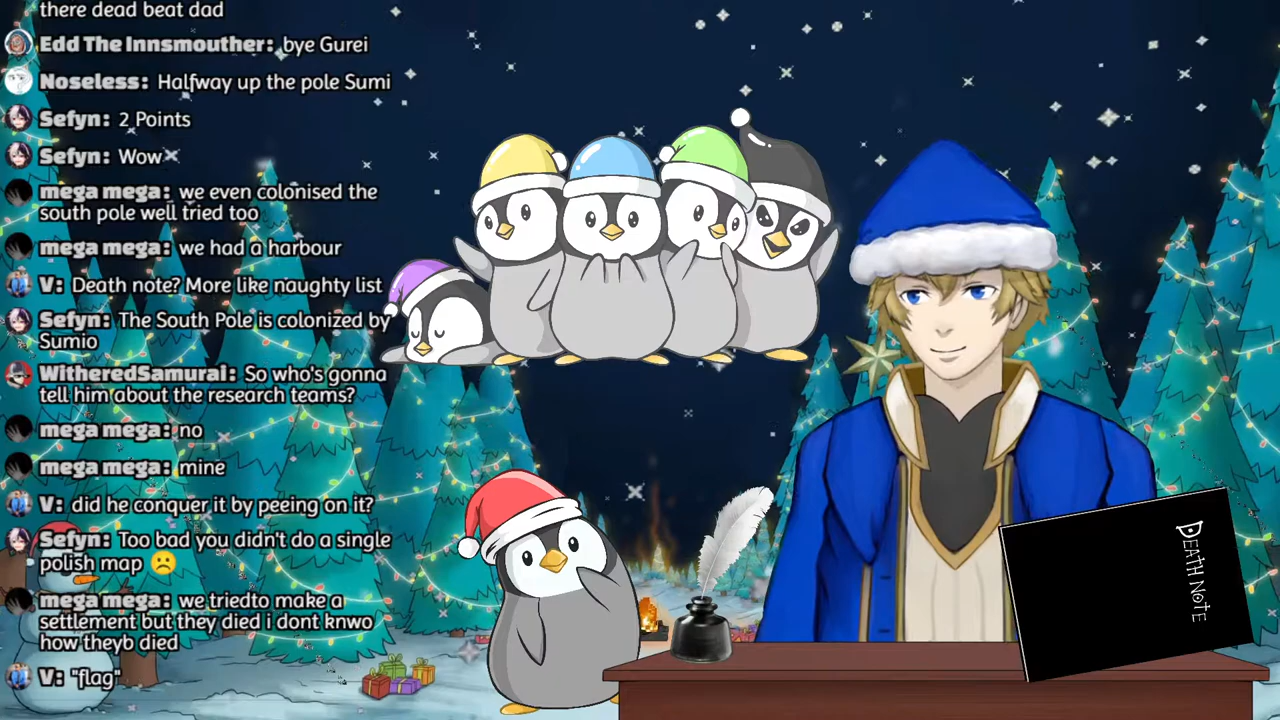 there dead beat dad
Edd The Innsmouther: bye Gurei
Noseless: Halfway up the pole Sumi
Sefyn: 2 Points
Sefyn: Wow
mega mega: we even colonised the
south pole well tried too
mega mega: we had a harbour
V: Death note? More like naughty list
Sefyn: The South Pole is colonized by
Sumio
WitheredSamurai: So who's gonna
tell him about the research teams?
mega mega: no
mega mega: mine
V: did he conquer it by peeing on it?
Sefyn: Too bad you didn't do a single
polish map ☹️
mega mega: we triedto make a
settlement but they died i dont knwo
how theyb died
V: "flag"
DEATH NOTE